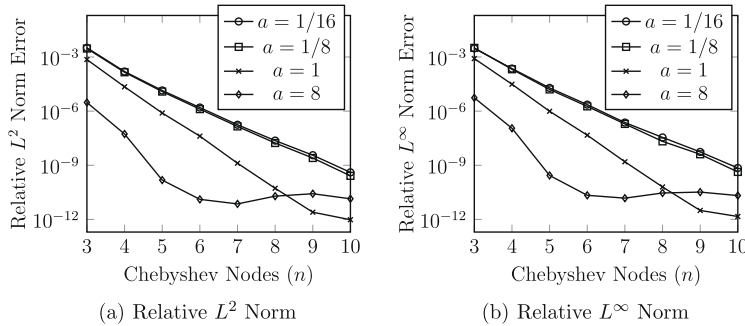 Relative L² Norm Error
10⁻³
10⁻⁶
10⁻⁹
10⁻¹²
3 4 5 6 7 8 9 10
Chebyshev Nodes (n)
a = 1/16
a = 1/8
a = 1
a = 8
(a) Relative L² Norm
Relative L∞ Norm Error
10⁻³
10⁻⁶
10⁻⁹
10⁻¹²
3 4 5 6 7 8 9 10
Chebyshev Nodes (n)
a = 1/16
a = 1/8
a = 1
a = 8
(b) Relative L∞ Norm